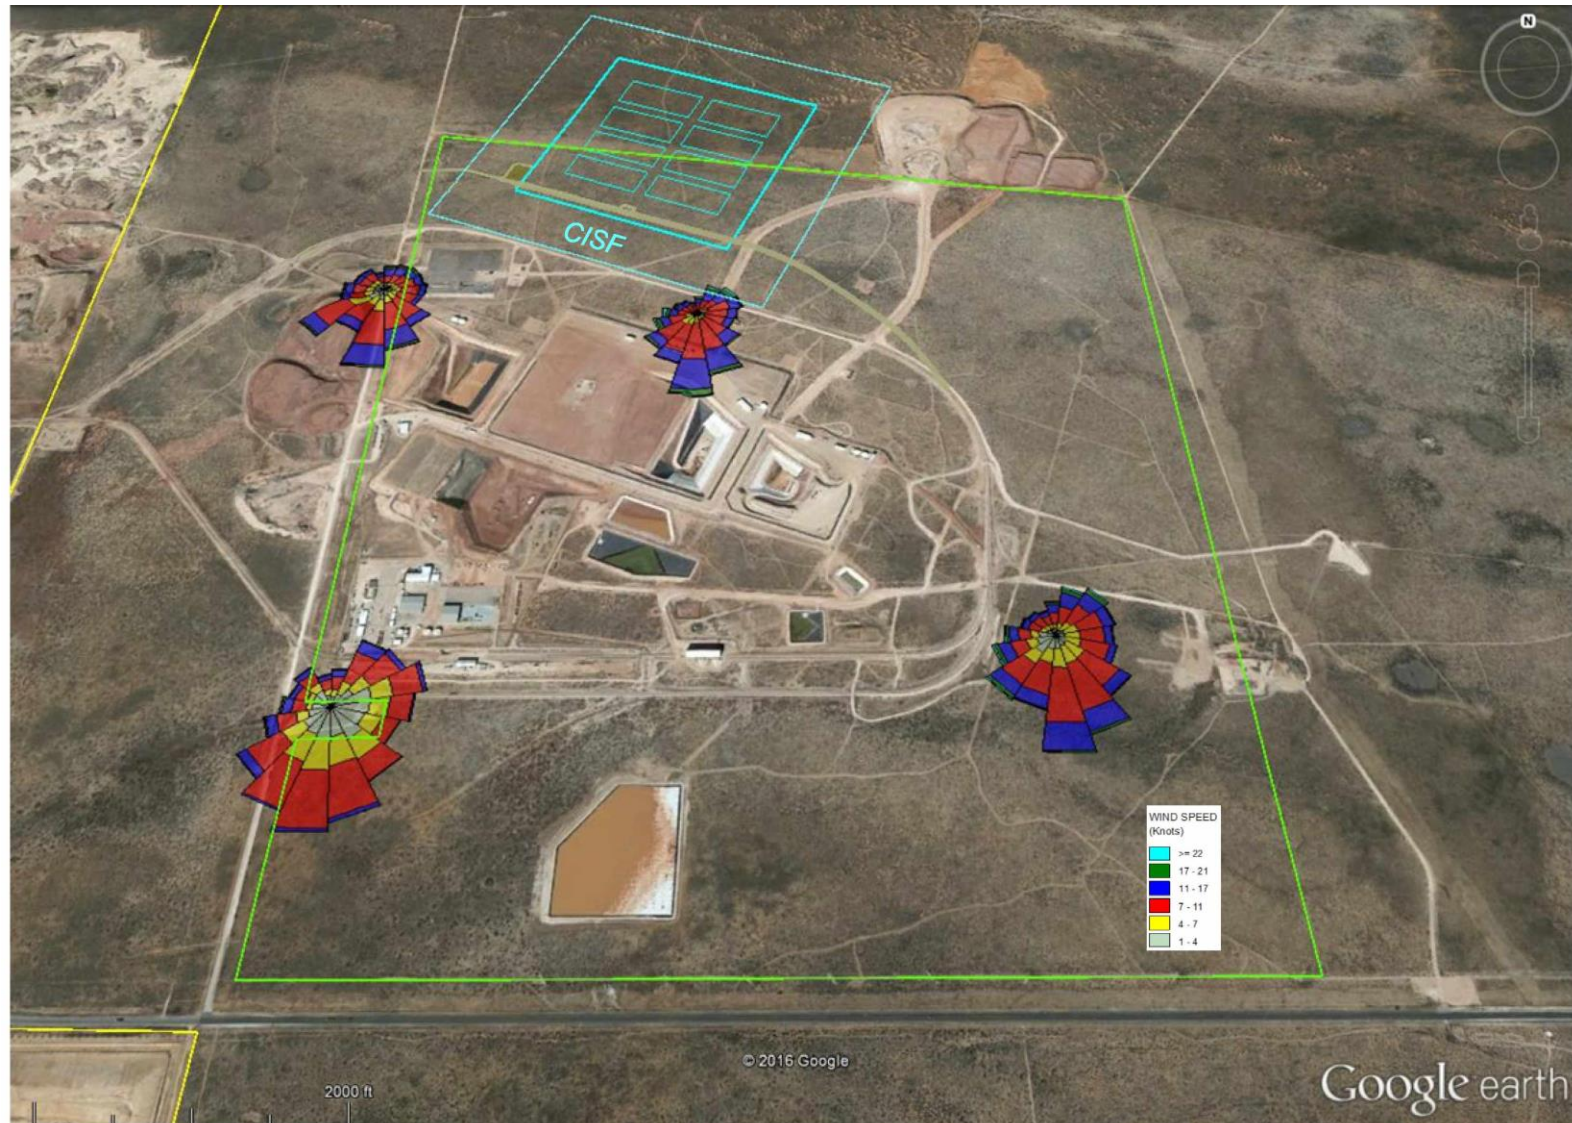 N
CISF
WIND SPEED
(Knots)
>= 22
17 - 21
11 - 17
7 - 11
4 - 7
1 - 4
© 2016 Google
2000 ft
Google earth